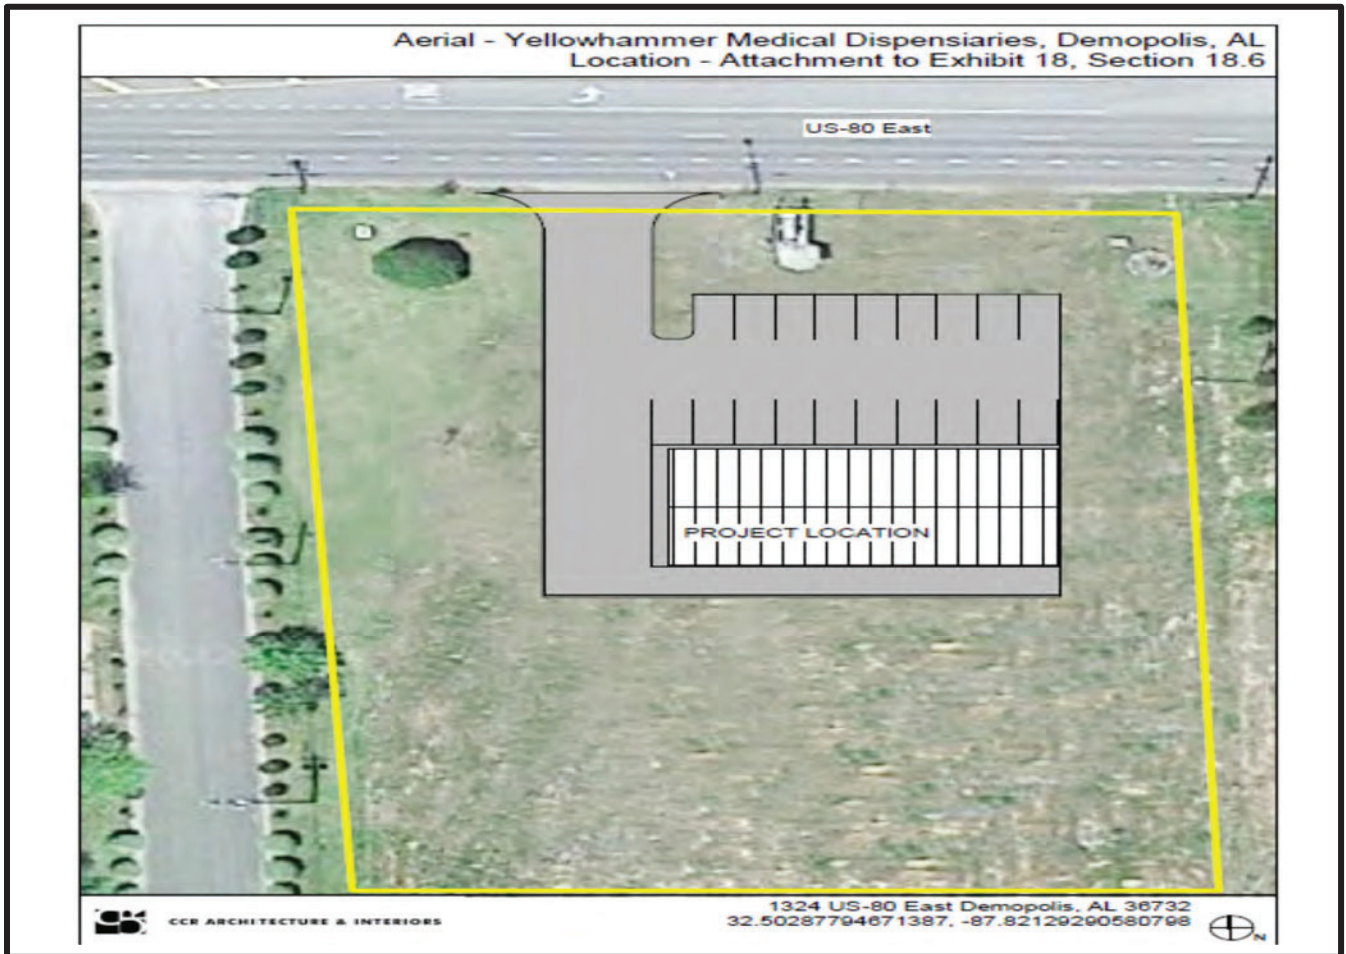 Aerial - Yellowhammer Medical Dispensiaries, Demopolis, AL
Location - Attachment to Exhibit 18, Section 18.6
US-80 East
PROJECT LOCATION
CCR ARCHITECTURE & INTERIORS
1324 US-80 East Demopolis, AL 36732
32.50287794671387, -87.82129290580798
N